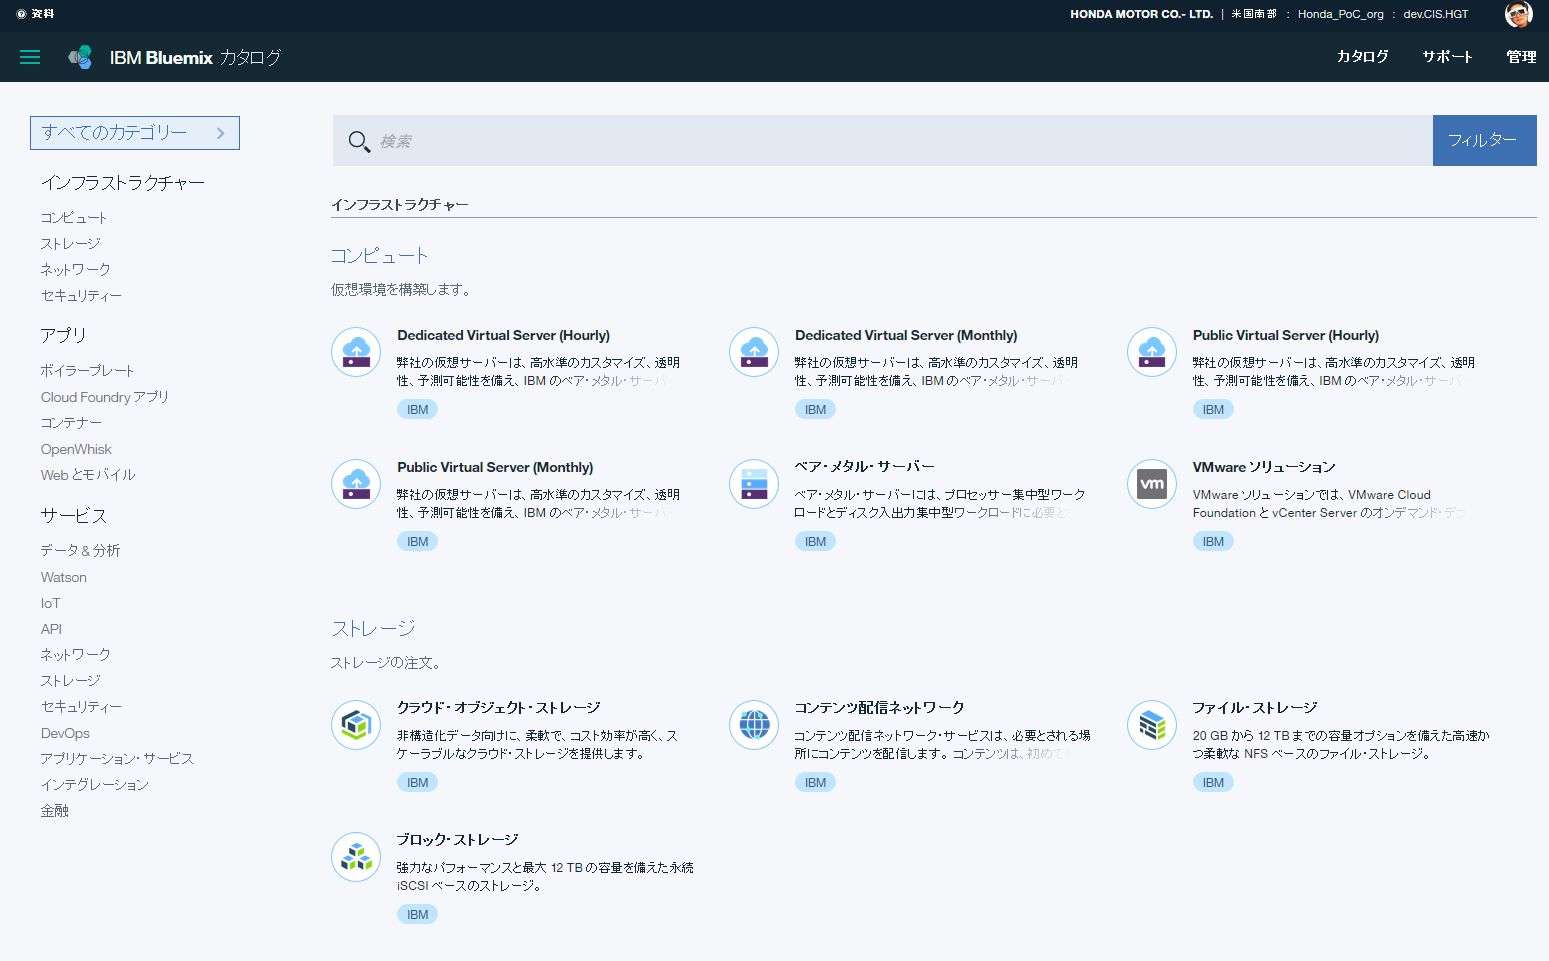 資料
HONDA MOTOR CO.- LTD. | 米国南部 : Honda_PoC_org : dev.CIS.HGT
IBM Bluemix カタログ
カタログ サポート 管理
すべてのカテゴリー
インフラストラクチャー
コンピュート
ストレージ
ネットワーク
セキュリティー
アプリ
ボイラープレート
Cloud Foundry アプリ
コンテナー
OpenWhisk
Web とモバイル
サービス
データ & 分析
Watson
IoT
API
ネットワーク
ストレージ
セキュリティー
DevOps
アプリケーション・サービス
インテグレーション
金融
検索
フィルター
インフラストラクチャー
コンピュート
仮想環境を構築します。
Dedicated Virtual Server (Hourly)
弊社の仮想サーバーは、高水準のカスタマイズ、透明
性、予測可能性を備え、IBM のベア・メタル・サーバー
IBM
Dedicated Virtual Server (Monthly)
弊社の仮想サーバーは、高水準のカスタマイズ、透明
性、予測可能性を備え、IBM のベア・メタル・サーバー
IBM
Public Virtual Server (Hourly)
弊社の仮想サーバーは、高水準のカスタマイズ、透明
性、予測可能性を備え、IBM のベア・メタル・サーバー
IBM
Public Virtual Server (Monthly)
弊社の仮想サーバーは、高水準のカスタマイズ、透明
性、予測可能性を備え、IBM のベア・メタル・サーバー
IBM
ベア・メタル・サーバー
ベア・メタル・サーバーには、プロセッサー集中型ワーク
ロードとディスク入出力集中型ワークロードに必要と
IBM
vm
VMware ソリューション
VMware ソリューションでは、VMware Cloud
Foundation と vCenter Server のオンデマンド・デプ
IBM
ストレージ
ストレージの注文。
クラウド・オブジェクト・ストレージ
非構造化データ向けに、柔軟で、コスト効率が高く、ス
ケーラブルなクラウド・ストレージを提供します。
IBM
コンテンツ配信ネットワーク
コンテンツ配信ネットワーク・サービスは、必要とされる場
所にコンテンツを配信します。コンテンツは、初めて
IBM
ファイル・ストレージ
20 GB から 12 TB までの容量オプションを備えた高速か
つ柔軟な NFS ベースのファイル・ストレージ。
IBM
ブロック・ストレージ
強力なパフォーマンスと最大 12 TB の容量を備えた永続
iSCSI ベースのストレージ。
IBM